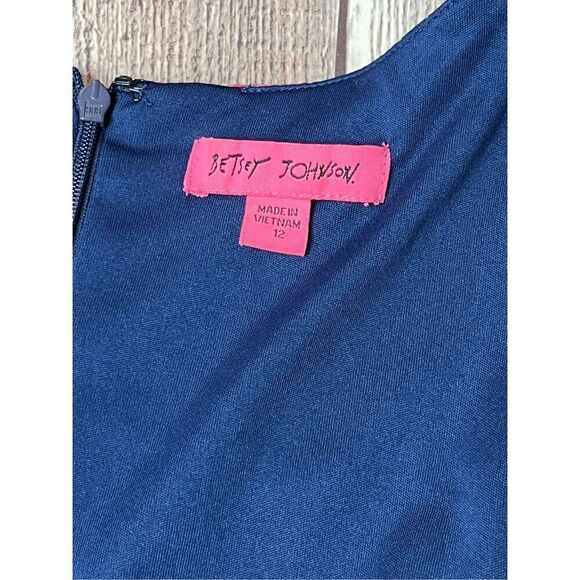 BETSEY JOHNSON.
MADE IN
VIETNAM
12